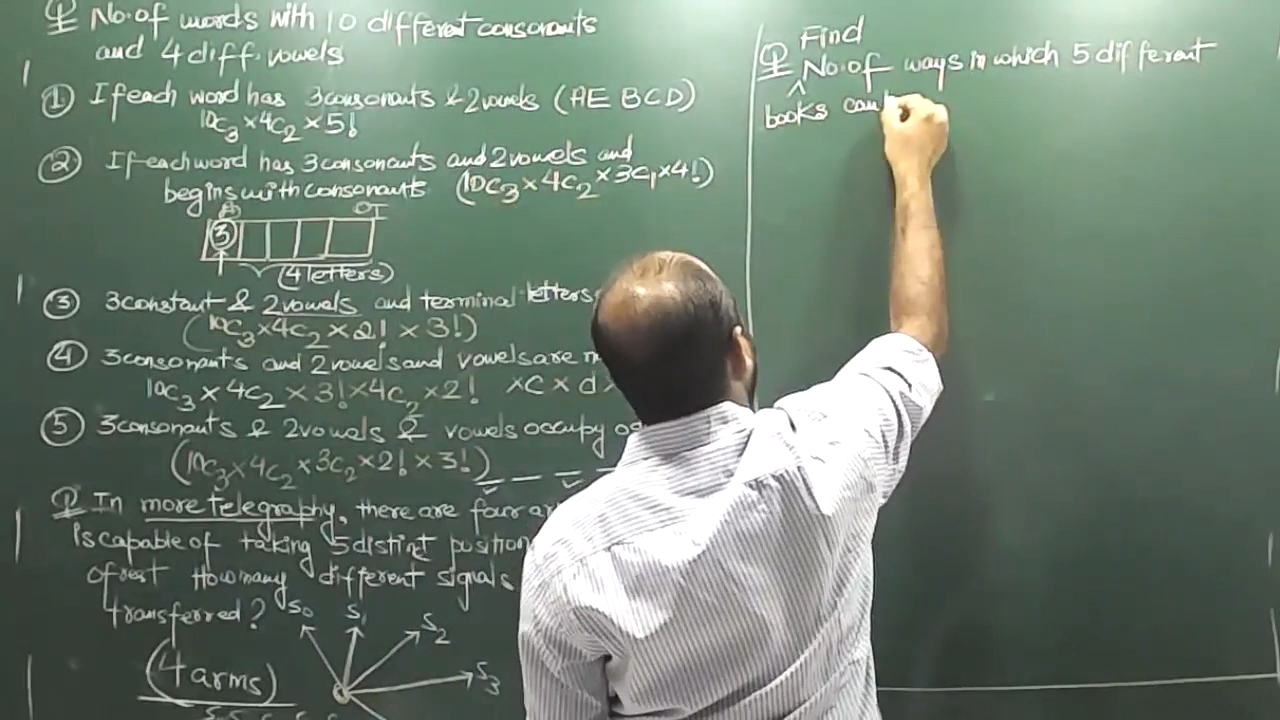 Q No. of words with 10 different consonants
and 4 diff. vowels
① If each word has 3 consonants & 2 vowels (AE BCD)
10c₃ × 4c₂ × 5!
② If each word has 3 consonants and 2 vowels and
begins with consonants (10c₃ × 4c₂ × 3c₁ × 4!)
③
(4 letters)
③ 3 constant & 2 vowels and terminal letters
(10c₃ × 4c₂ × 2! × 3!)
④ 3 consonants and 2 vowels and vowels are
10c₃ × 4c₂ × 3! × 4c₂ × 2! × c × d ×
⑤ 3 consonants & 2 vowels & vowels occupy
(10c₃ × 4c₂ × 3c₂ × 2! × 3!)
Q In more telegraphy, there are four
is capable of taking 5 distinct position
of rest How many different signals
transferred?
S₀ S₁ S₂ S₃
(4 arms)
Find
Q No. of ways in which 5 different
books can